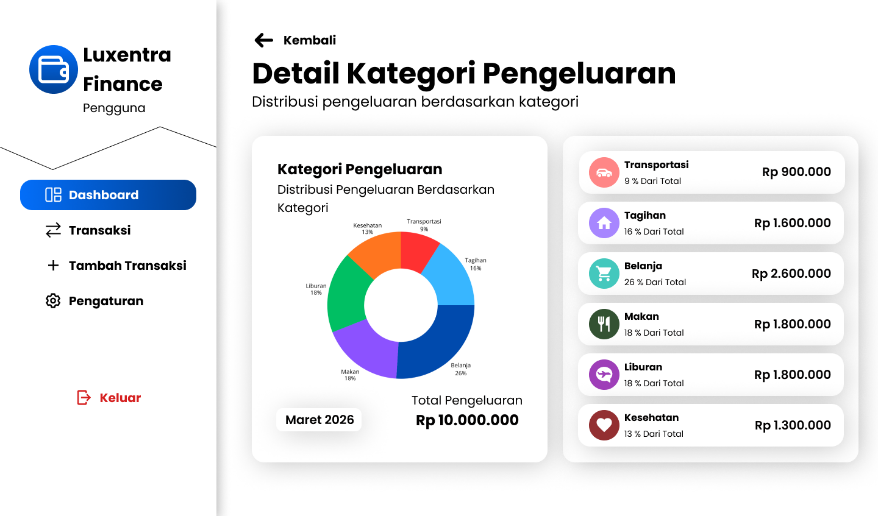 Luxentra
Finance
Pengguna
Dashboard
Transaksi
Tambah Transaksi
Pengaturan
Keluar
Kembali
Detail Kategori Pengeluaran
Distribusi pengeluaran berdasarkan kategori
Kategori Pengeluaran
Distribusi Pengeluaran Berdasarkan
Kategori
Transportasi
9%
Tagihan
16%
Belanja
26%
Makan
18%
Liburan
18%
Kesehatan
13%
Maret 2026
Total Pengeluaran
Rp 10.000.000
Transportasi
9 % Dari Total
Rp 900.000
Tagihan
16 % Dari Total
Rp 1.600.000
Belanja
26 % Dari Total
Rp 2.600.000
Makan
18 % Dari Total
Rp 1.800.000
Liburan
18 % Dari Total
Rp 1.800.000
Kesehatan
13 % Dari Total
Rp 1.300.000